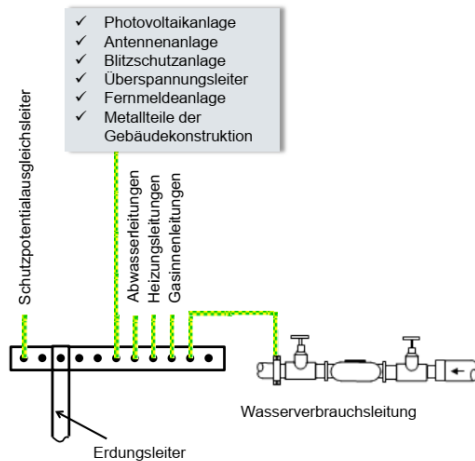 ✓ Photovoltaikanlage
✓ Antennenanlage
✓ Blitzschutzanlage
✓ Überspannungsleiter
✓ Fernmeldeanlage
✓ Metallteile der
Gebäudekonstruktion
Schutzpotentialausgleichsleiter
Abwasserleitungen
Heizungsleitungen
Gasinnenleitungen
Wasserverbrauchsleitung
Erdungsleiter